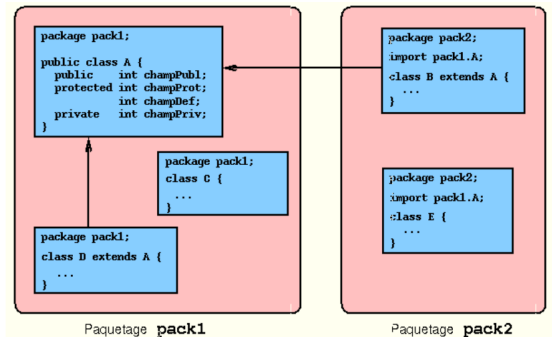 package pack1;
public class A {
public int champPubl;
protected int champProt;
int champDef;
private int champPriv;
}
package pack1;
class C {
...
}
package pack1;
class D extends A {
...
}
Paquetage pack1
package pack2;
import pack1.A;
class B extends A {
...
}
package pack2;
import pack1.A;
class E {
...
}
Paquetage pack2